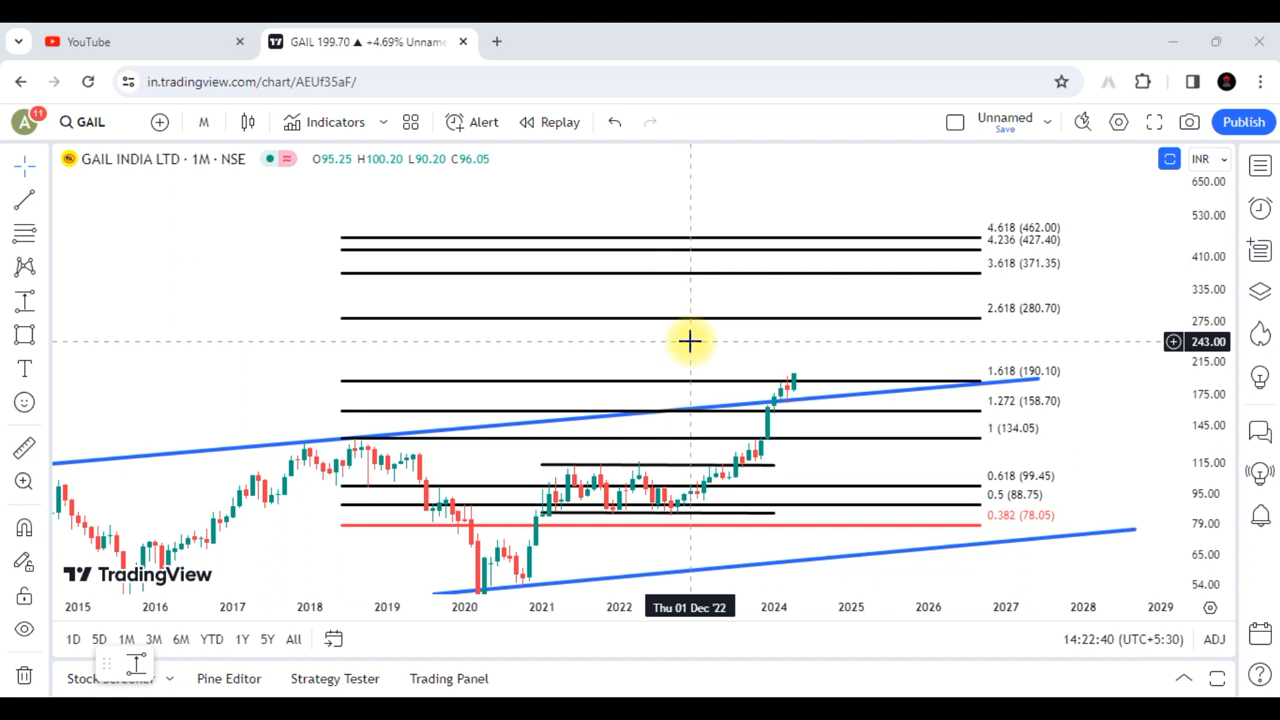 YouTube
GAIL 199.70 ▲ +4.69% Unname
in.tradingview.com/chart/AEUf35aF/
A 11
GAIL
M
Indicators
Alert
Replay
Unnamed
Save
Publish
GAIL INDIA LTD · 1M · NSE
O95.25 H100.20 L90.20 C96.05
INR
650.00
530.00
410.00
335.00
275.00
243.00
215.00
175.00
145.00
115.00
95.00
79.00
65.00
54.00
4.618 (462.00)
4.236 (427.40)
3.618 (371.35)
2.618 (280.70)
1.618 (190.10)
1.272 (158.70)
1 (134.05)
0.618 (99.45)
0.5 (88.75)
0.382 (78.05)
TradingView
2015 2016 2017 2018 2019 2020 2021 2022 Thu 01 Dec '22 2024 2025 2026 2027 2028 2029
1D 5D 1M 3M 6M YTD 1Y 5Y All
14:22:40 (UTC+5:30) ADJ
Pine Editor
Strategy Tester
Trading Panel